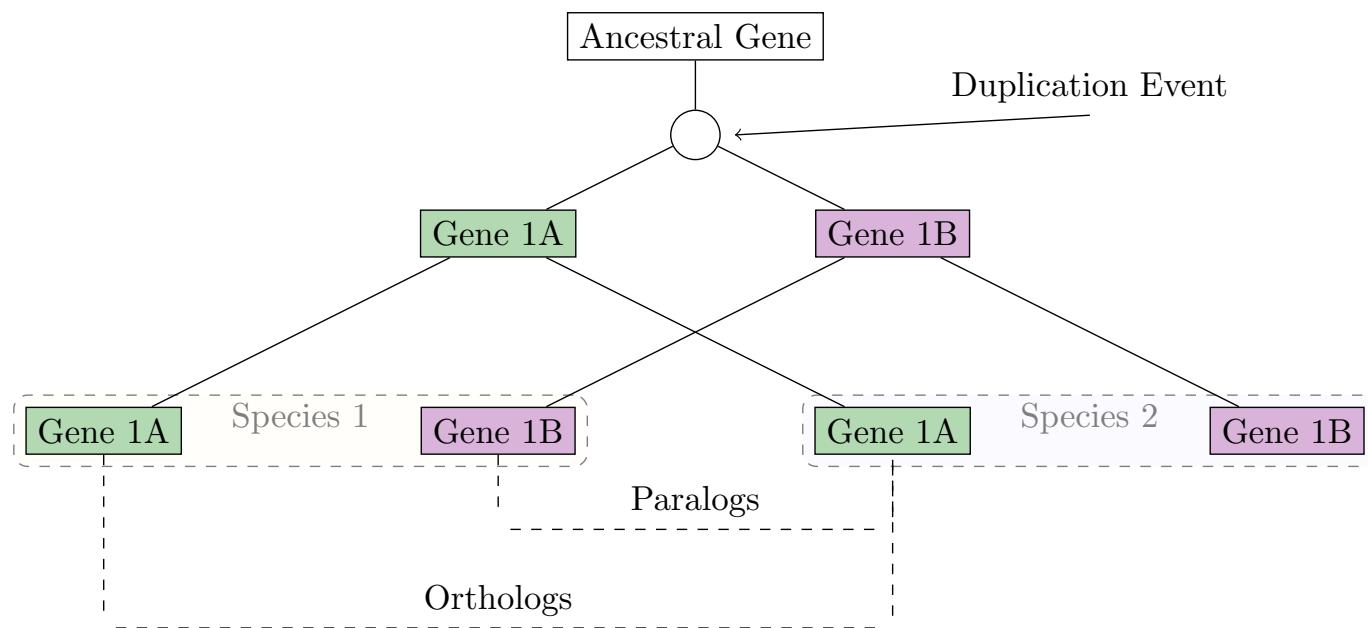 Ancestral Gene
Duplication Event
Gene 1A
Gene 1B
Species 1
Species 2
Gene 1A
Gene 1B
Gene 1A
Gene 1B
Paralogs
Orthologs